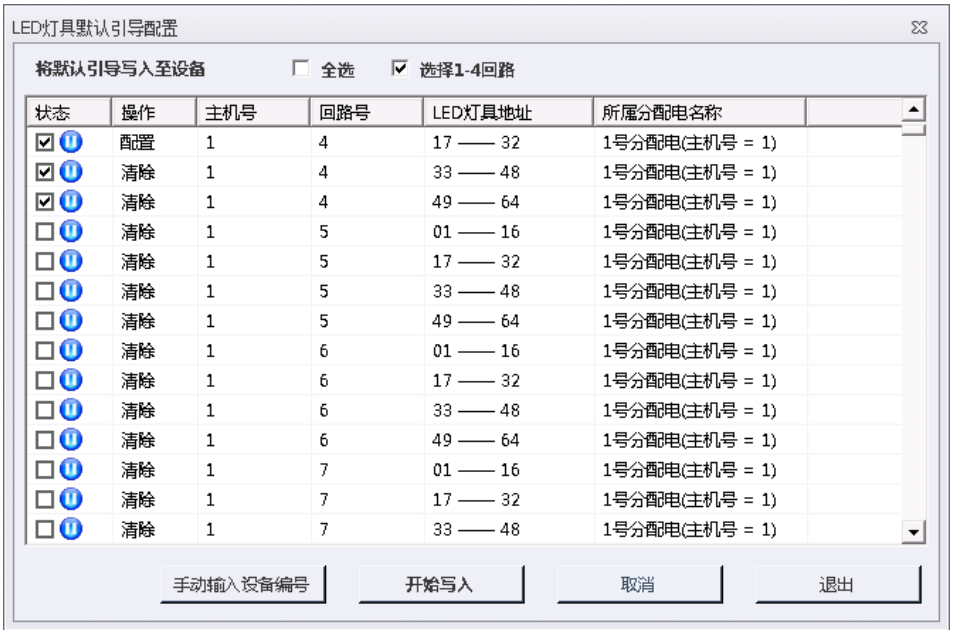 LED灯具默认引导配置
将默认引导写入至设备 全选 选择1-4回路
状态 操作 主机号 回路号 LED灯具地址 所属分配电名称
配置 1 4 17 —— 32 1号分配电(主机号 = 1)
清除 1 4 33 —— 48 1号分配电(主机号 = 1)
清除 1 4 49 —— 64 1号分配电(主机号 = 1)
清除 1 5 01 —— 16 1号分配电(主机号 = 1)
清除 1 5 17 —— 32 1号分配电(主机号 = 1)
清除 1 5 33 —— 48 1号分配电(主机号 = 1)
清除 1 5 49 —— 64 1号分配电(主机号 = 1)
清除 1 6 01 —— 16 1号分配电(主机号 = 1)
清除 1 6 17 —— 32 1号分配电(主机号 = 1)
清除 1 6 33 —— 48 1号分配电(主机号 = 1)
清除 1 6 49 —— 64 1号分配电(主机号 = 1)
清除 1 7 01 —— 16 1号分配电(主机号 = 1)
清除 1 7 17 —— 32 1号分配电(主机号 = 1)
清除 1 7 33 —— 48 1号分配电(主机号 = 1)
手动输入设备编号 开始写入 取消 退出